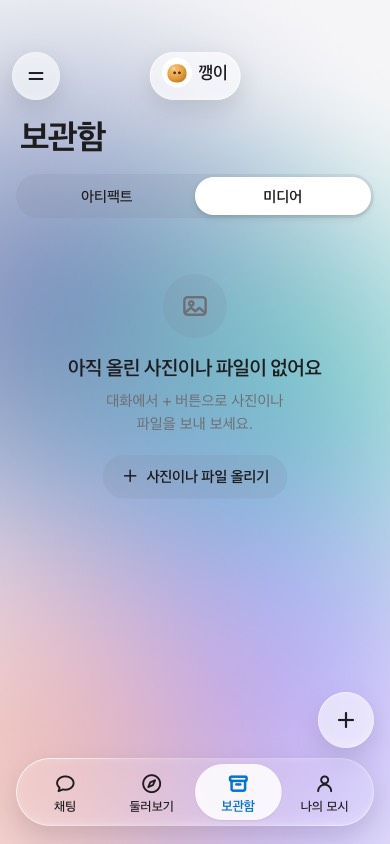 깽이
보관함
아티팩트
미디어
아직 올린 사진이나 파일이 없어요
대화에서 + 버튼으로 사진이나
파일을 보내 보세요.
+ 사진이나 파일 올리기
채팅
둘러보기
보관함
나의 모시